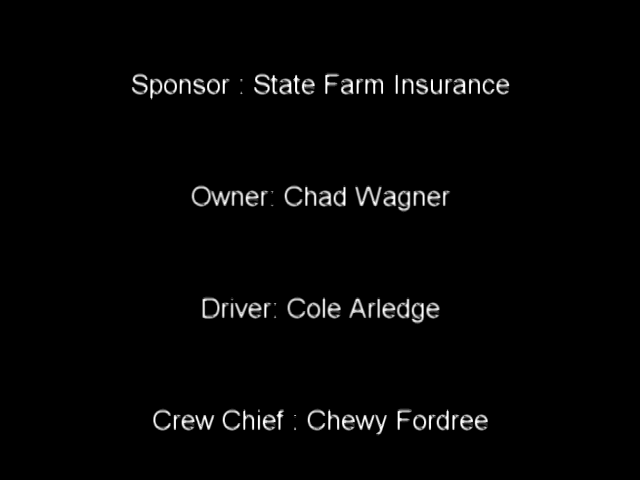 Sponsor : State Farm Insurance
Owner: Chad Wagner
Driver: Cole Arledge
Crew Chief : Chewy Fordree